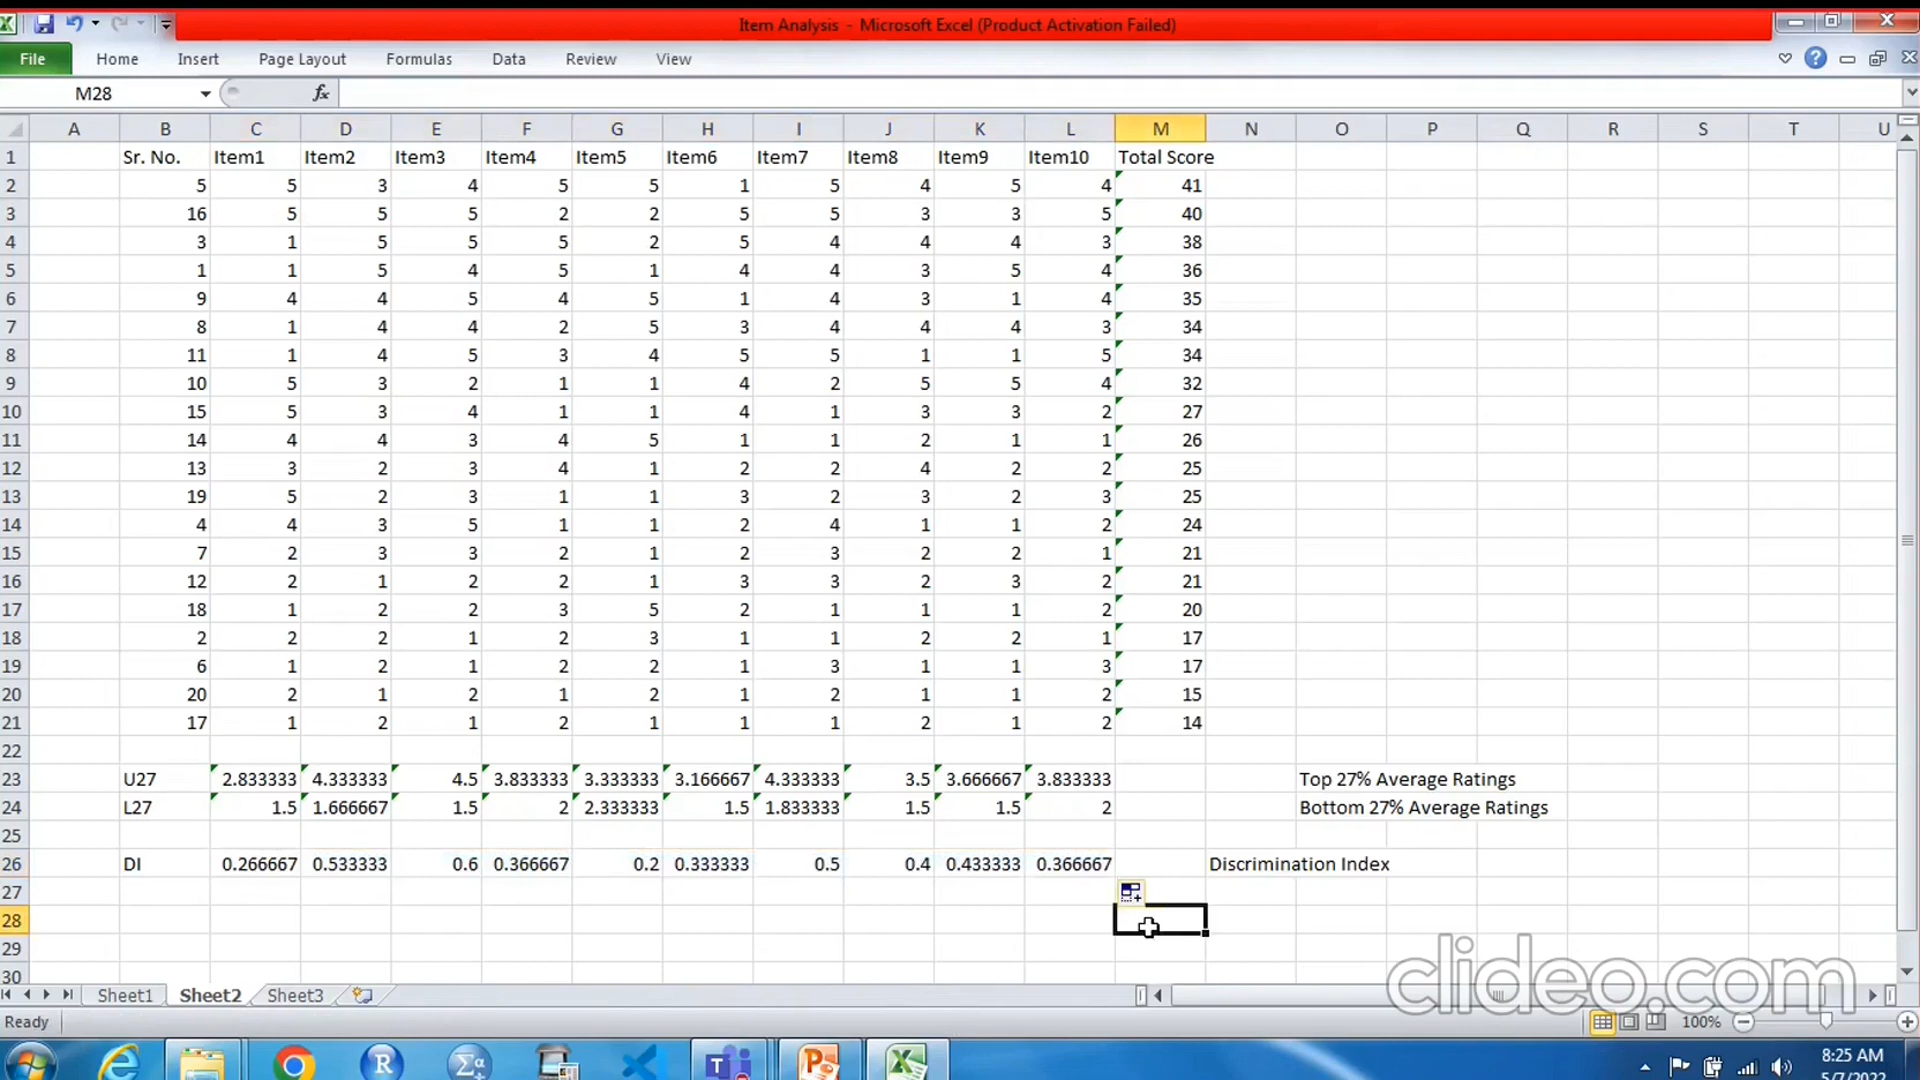 Item Analysis - Microsoft Excel (Product Activation Failed)
File Home Insert Page Layout Formulas Data Review View
M28 fx
A B C D E F G H I J K L M N O P Q R S T U
1 Sr. No. Item1 Item2 Item3 Item4 Item5 Item6 Item7 Item8 Item9 Item10 Total Score
2 5 5 3 4 5 5 1 5 4 5 4 41
3 16 5 5 5 2 2 5 5 3 3 5 40
4 3 1 5 5 5 2 5 4 4 4 3 38
5 1 1 5 4 5 1 4 4 3 5 4 36
6 9 4 4 5 4 5 1 4 3 1 4 35
7 8 1 4 4 2 5 3 4 4 4 3 34
8 11 1 4 5 3 4 5 5 1 1 5 34
9 10 5 3 2 1 1 4 2 5 5 4 32
10 15 5 3 4 1 1 4 1 3 3 2 27
11 14 4 4 3 4 5 1 1 2 1 1 26
12 13 3 2 3 4 1 2 2 4 2 2 25
13 19 5 2 3 1 1 3 2 3 2 3 25
14 4 4 3 5 1 1 2 4 1 1 2 24
15 7 2 3 3 2 1 2 3 2 2 1 21
16 12 2 1 2 2 1 3 3 2 3 2 21
17 18 1 2 2 3 5 2 1 1 1 2 20
18 2 2 2 1 2 3 1 1 2 2 1 17
19 6 1 2 1 2 2 1 3 1 1 3 17
20 20 2 1 2 1 2 1 2 1 1 2 15
21 17 1 2 1 2 1 1 1 2 1 2 14
22
23 U27 2.833333 4.333333 4.5 3.833333 3.333333 3.166667 4.333333 3.5 3.666667 3.833333 Top 27% Average Ratings
24 L27 1.5 1.666667 1.5 2 2.333333 1.5 1.833333 1.5 1.5 2 Bottom 27% Average Ratings
25
26 DI 0.266667 0.533333 0.6 0.366667 0.2 0.333333 0.5 0.4 0.433333 0.366667 Discrimination Index
27
28
29
30
clideo.com
Sheet1 Sheet2 Sheet3
Ready 100%
8:25 AM
5/7/2022